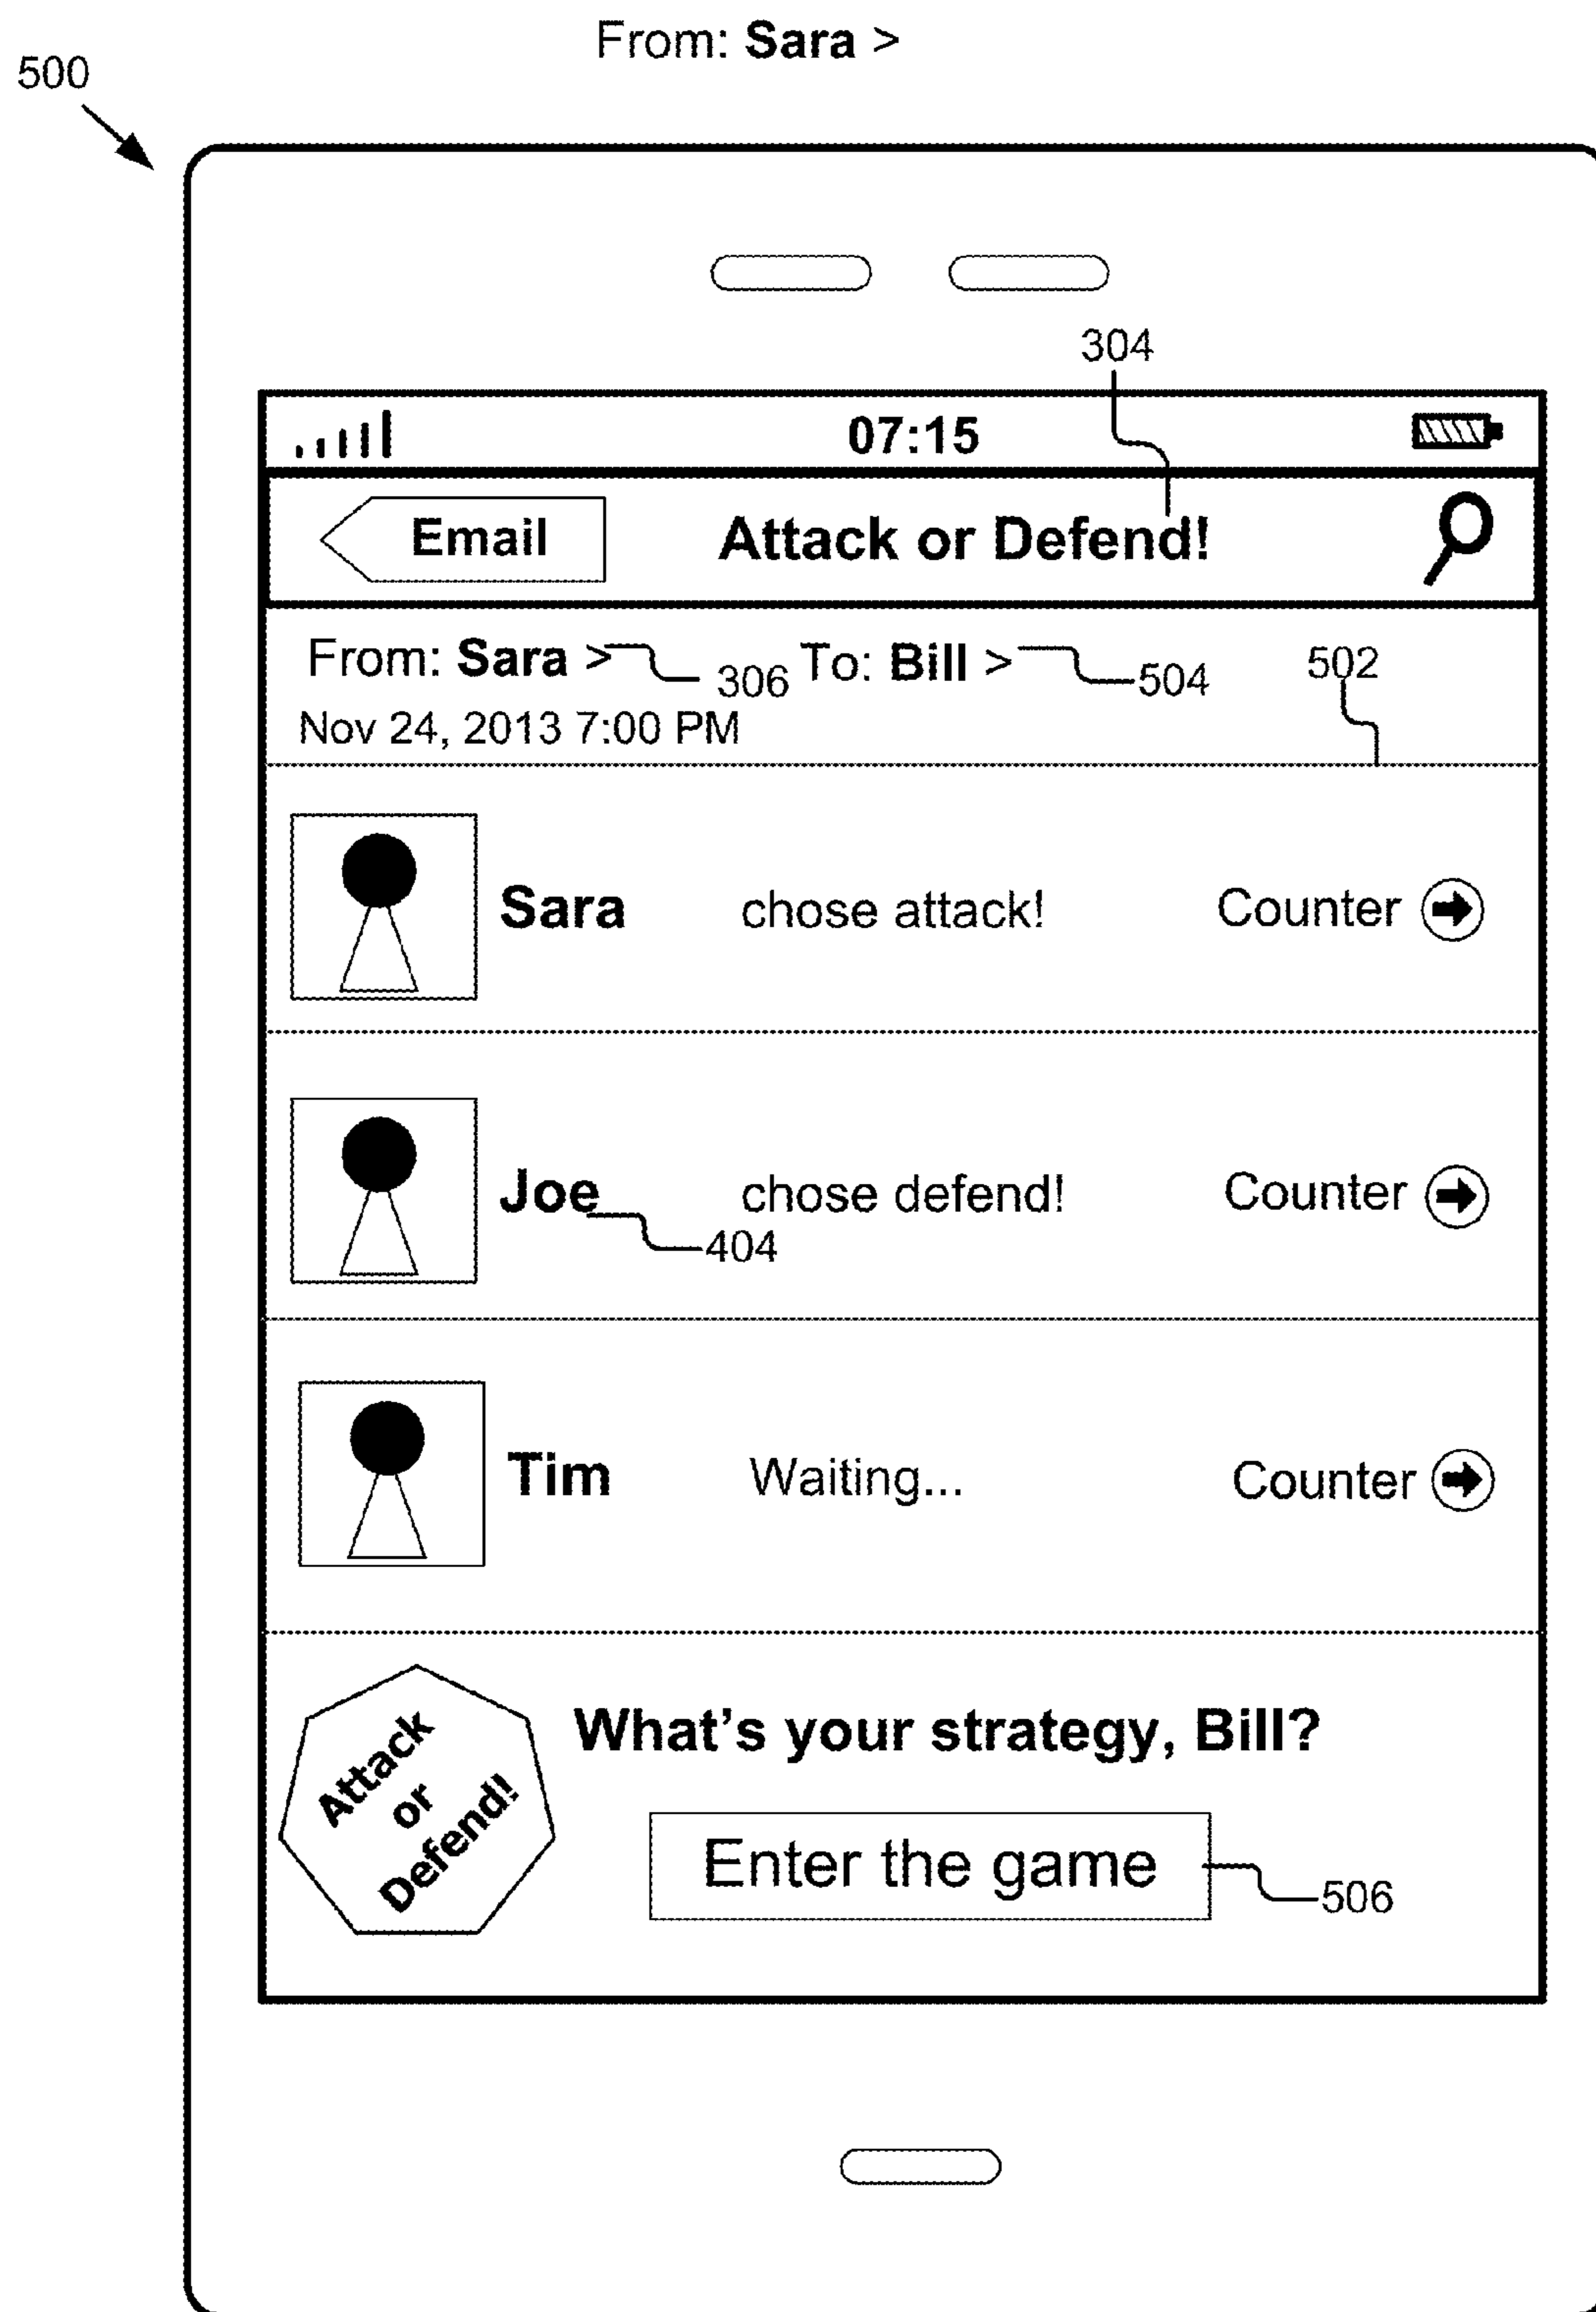 From: Sara >
500
304
07:15
Email Attack or Defend!
From: Sara > 306 To: Bill > 504 502
Nov 24, 2013 7:00 PM
Sara chose attack! Counter
Joe chose defend! Counter
404
Tim Waiting... Counter
What's your strategy, Bill?
Attack
or
Defend!
Enter the game
506